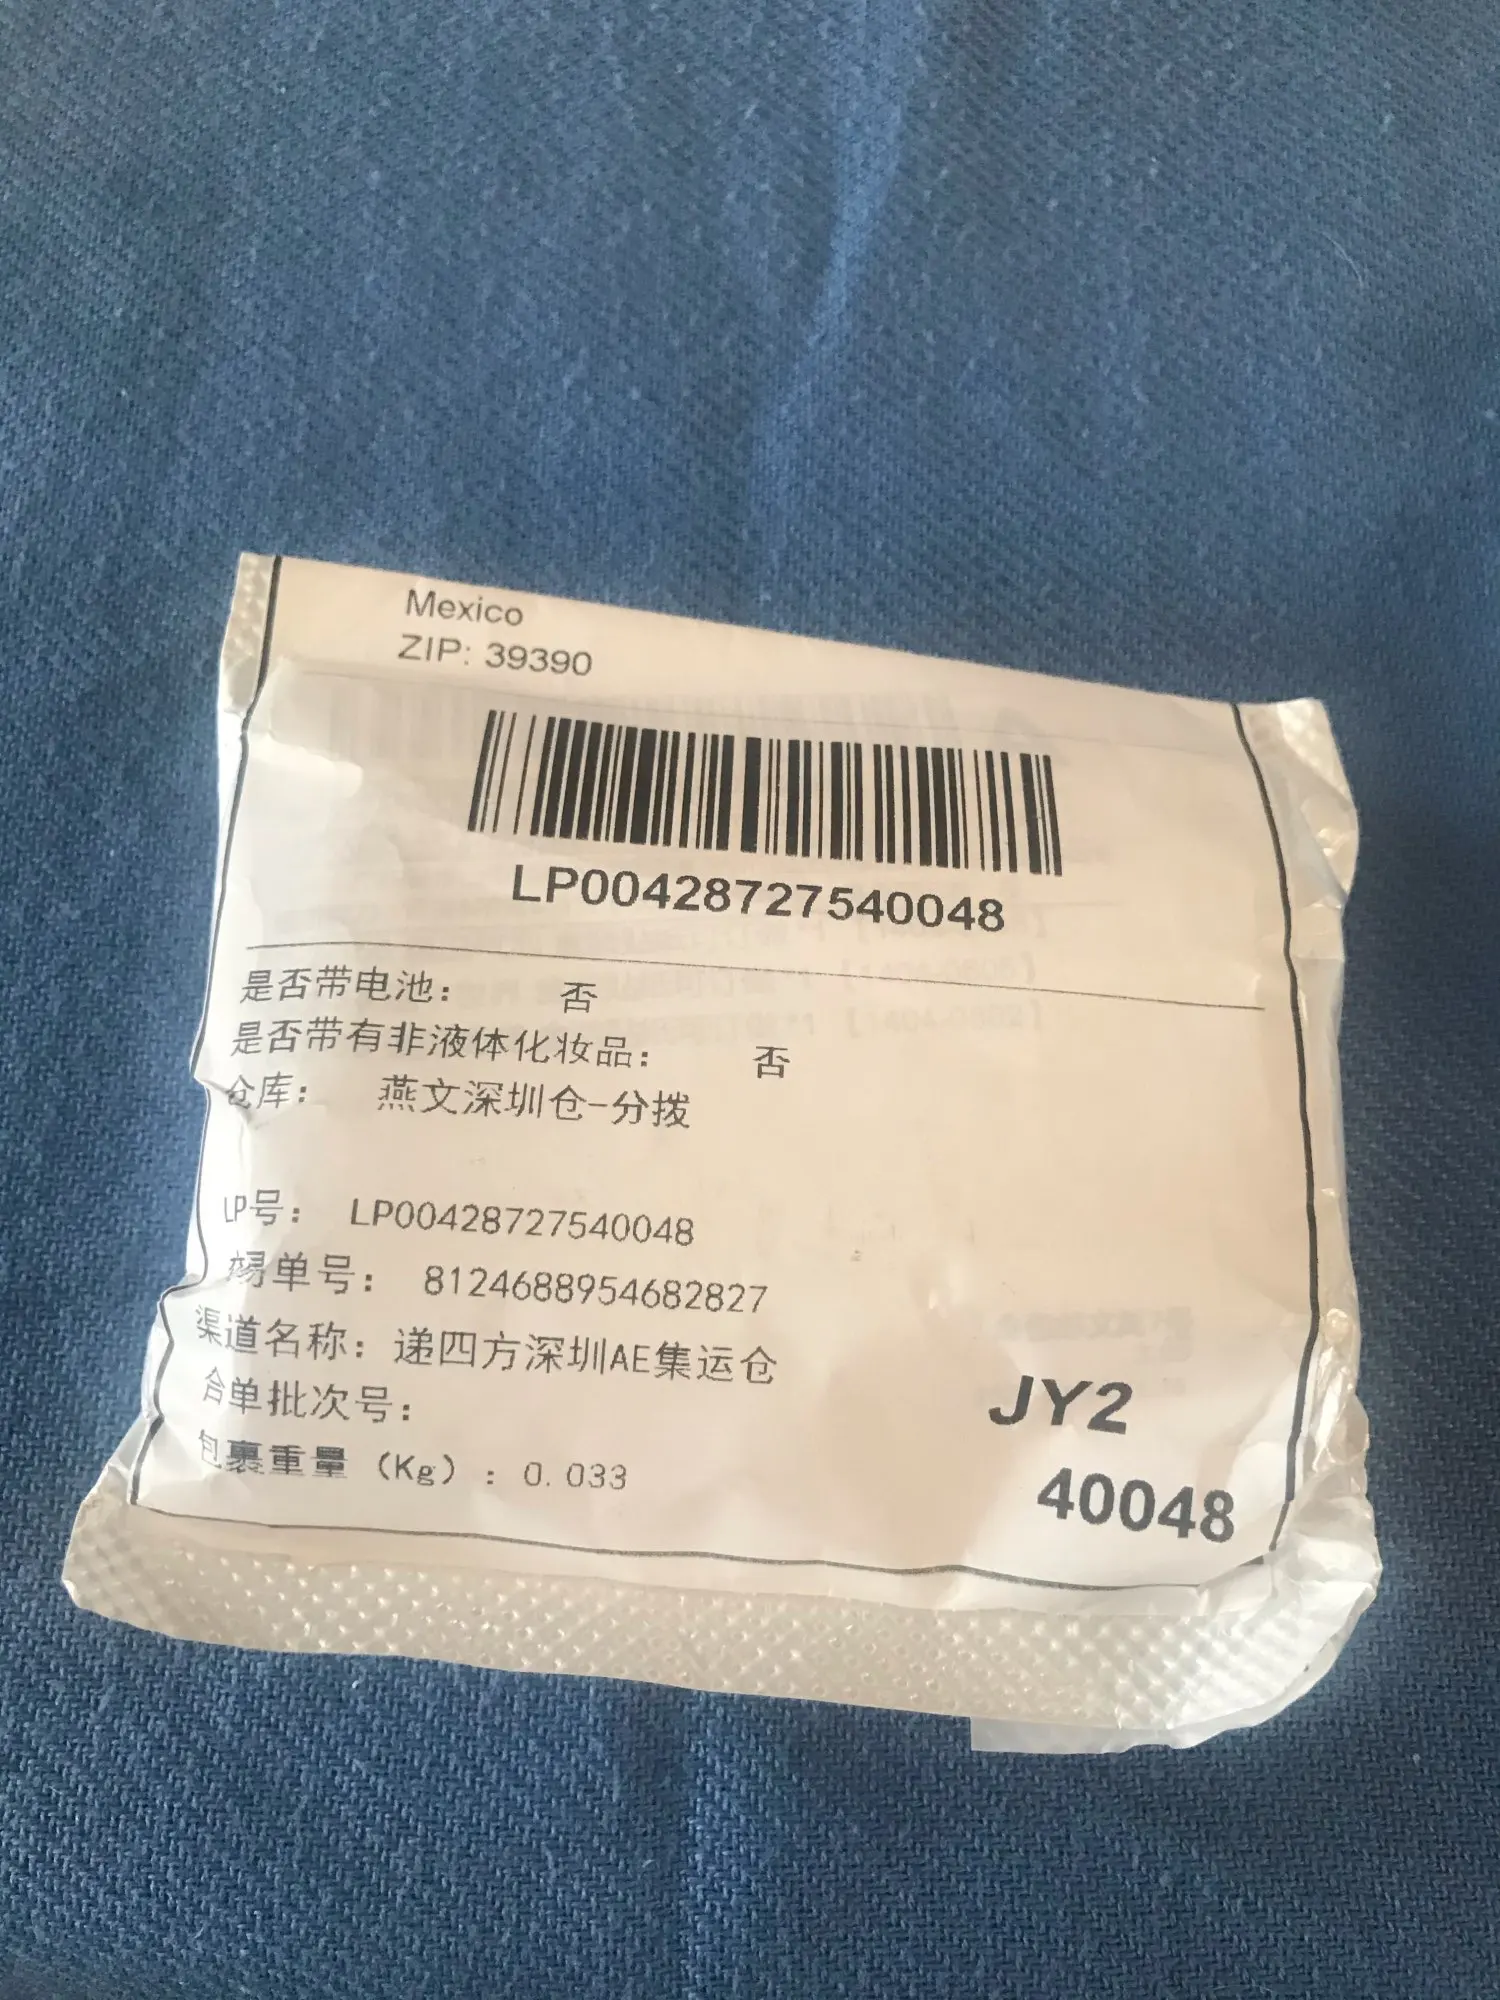 Mexico
ZIP: 39390
LP00428727540048
是否带电池： 否
是否带有非液体化妆品： 否
仓库： 燕文深圳仓-分拨
LP号： LP00428727540048
单号： 8124688954682827
渠道名称：递四方深圳AE集运仓
合单批次号：
包裹重量（Kg）：0.033
JY2
40048